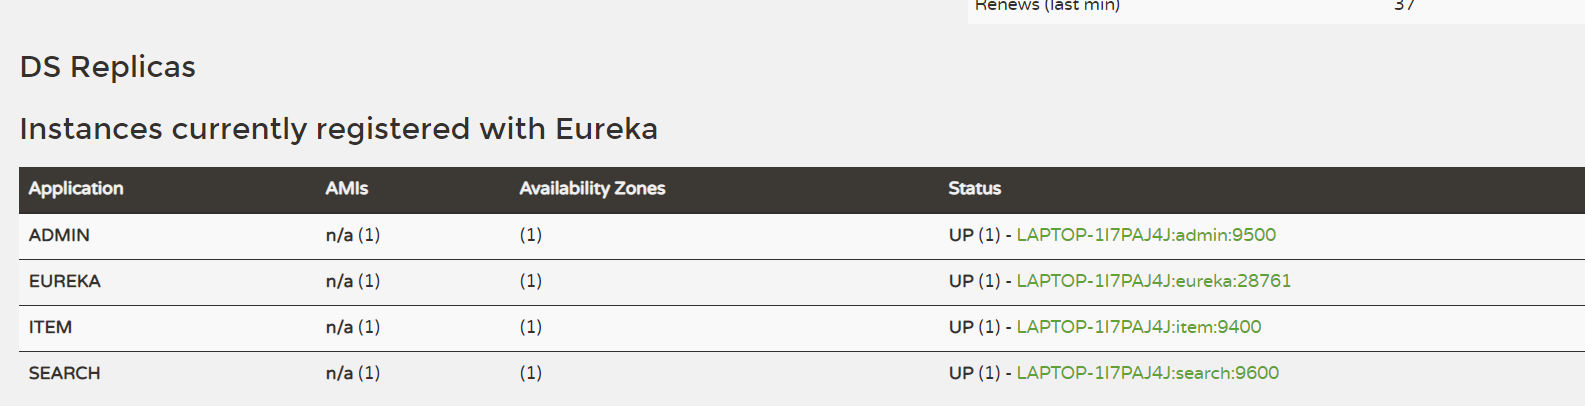 Renews (last min) 37
DS Replicas
Instances currently registered with Eureka
Application AMIs Availability Zones Status
ADMIN n/a (1) (1) UP (1) - LAPTOP-1I7PAJ4J:admin:9500
EUREKA n/a (1) (1) UP (1) - LAPTOP-1I7PAJ4J:eureka:28761
ITEM n/a (1) (1) UP (1) - LAPTOP-1I7PAJ4J:item:9400
SEARCH n/a (1) (1) UP (1) - LAPTOP-1I7PAJ4J:search:9600